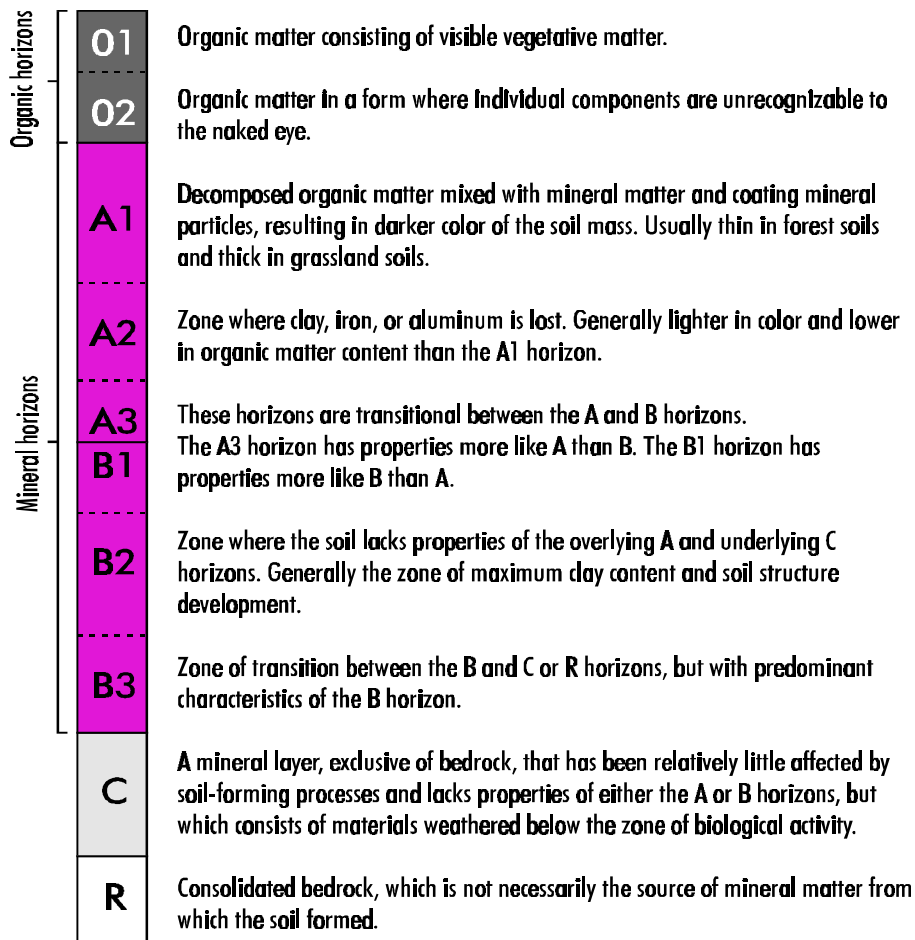 Organic horizons
01
Organic matter consisting of visible vegetative matter.
02
Organic matter in a form where individual components are unrecognizable to
the naked eye.
Mineral horizons
A1
Decomposed organic matter mixed with mineral matter and coating mineral
particles, resulting in darker color of the soil mass. Usually thin in forest soils
and thick in grassland soils.
A2
Zone where clay, iron, or aluminum is lost. Generally lighter in color and lower
in organic matter content than the A1 horizon.
A3
These horizons are transitional between the A and B horizons.
The A3 horizon has properties more like A than B. The B1 horizon has
B1
properties more like B than A.
B2
Zone where the soil lacks properties of the overlying A and underlying C
horizons. Generally the zone of maximum clay content and soil structure
development.
B3
Zone of transition between the B and C or R horizons, but with predominant
characteristics of the B horizon.
C
A mineral layer, exclusive of bedrock, that has been relatively little affected by
soil-forming processes and lacks properties of either the A or B horizons, but
which consists of materials weathered below the zone of biological activity.
R
Consolidated bedrock, which is not necessarily the source of mineral matter from
which the soil formed.